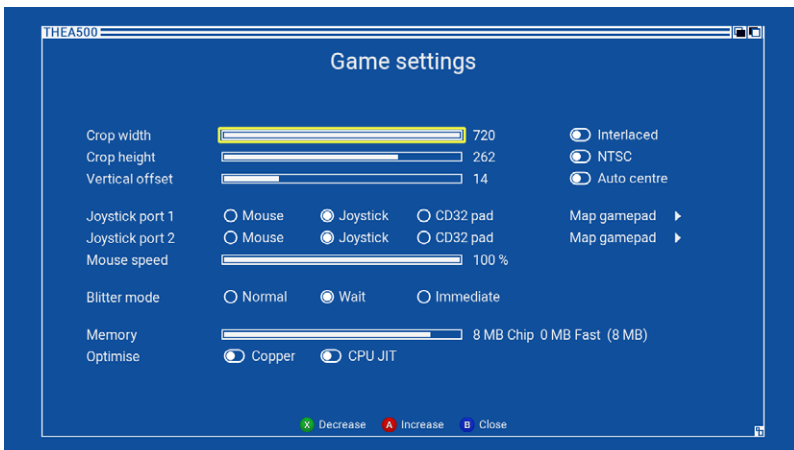 THEA500
Game settings
Crop width 720 Interlaced
Crop height 262 NTSC
Vertical offset 14 Auto centre
Joystick port 1 Mouse Joystick CD32 pad Map gamepad
Joystick port 2 Mouse Joystick CD32 pad Map gamepad
Mouse speed 100 %
Blitter mode Normal Wait Immediate
Memory 8 MB Chip 0 MB Fast (8 MB)
Optimise Copper CPU JIT
X Decrease A Increase B Close